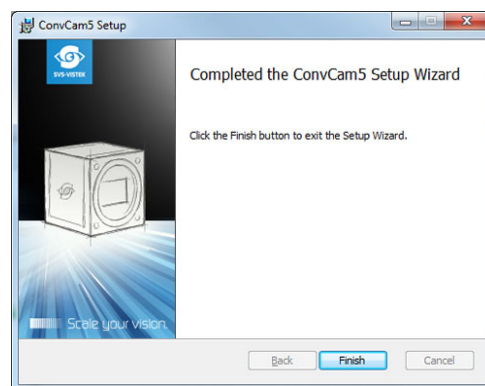 ConvCam5 Setup
SVS-VISTEK
Completed the ConvCam5 Setup Wizard
Click the Finish button to exit the Setup Wizard.
Scale your vision.
Back
Finish
Cancel